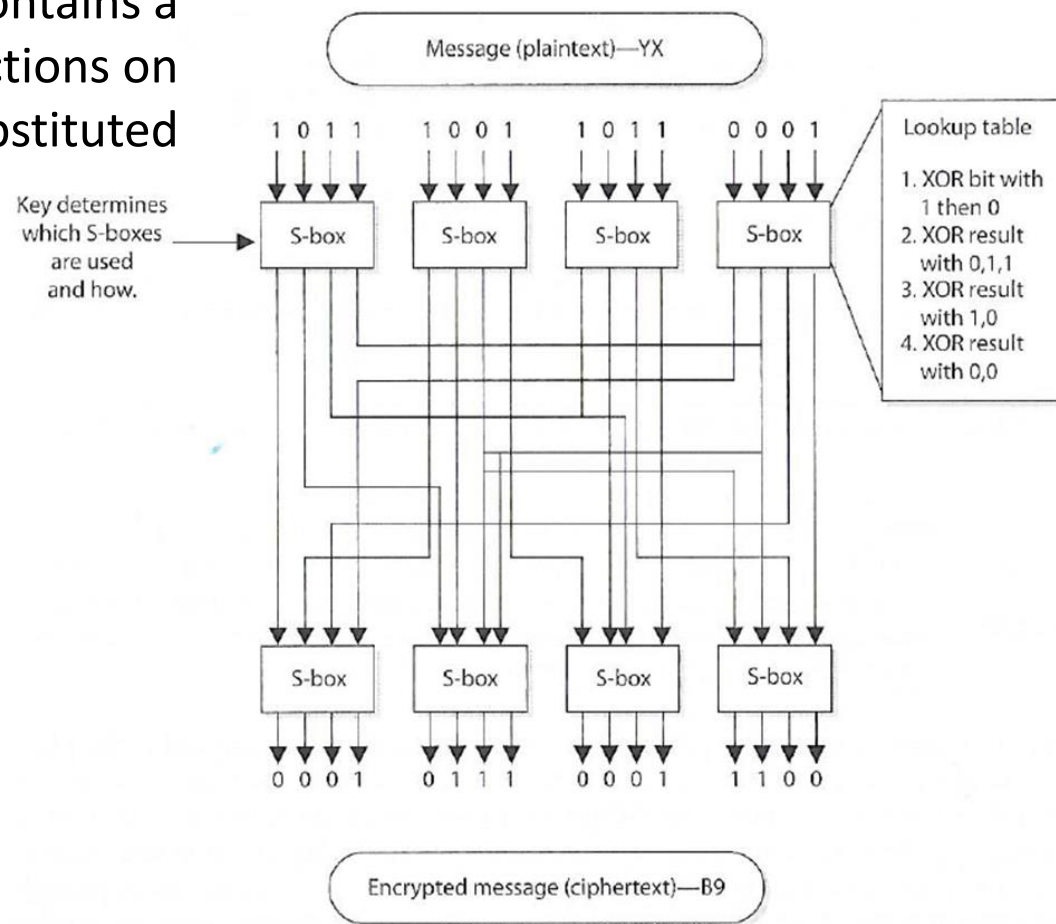 ontains a
ctions on
ostituted
Message (plaintext)—YX
1 0 1 1 1 0 0 1 1 0 1 1 0 0 0 1
Key determines
which S-boxes
are used
and how.
S-box S-box S-box S-box
Lookup table
1. XOR bit with
1 then 0
2. XOR result
with 0,1,1
3. XOR result
with 1,0
4. XOR result
with 0,0
S-box S-box S-box S-box
0 0 0 1 0 1 1 1 0 0 0 1 1 1 0 0
Encrypted message (ciphertext)—B9